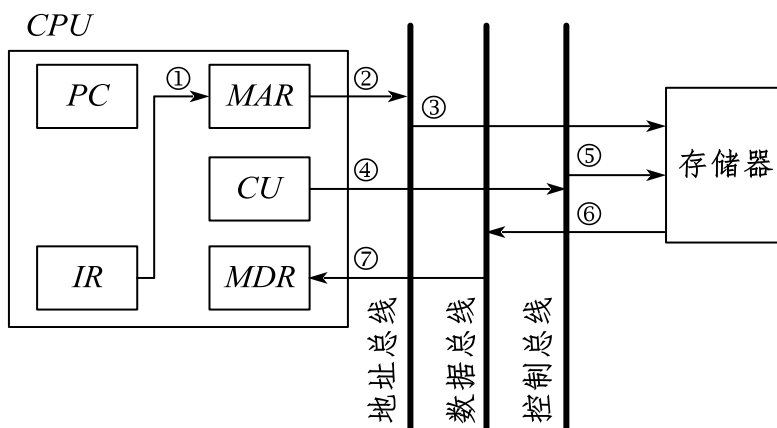 CPU
PC
①
MAR
②
③
存储器
CU
④
⑤
⑥
IR
MDR
⑦
地址总线
数据总线
控制总线